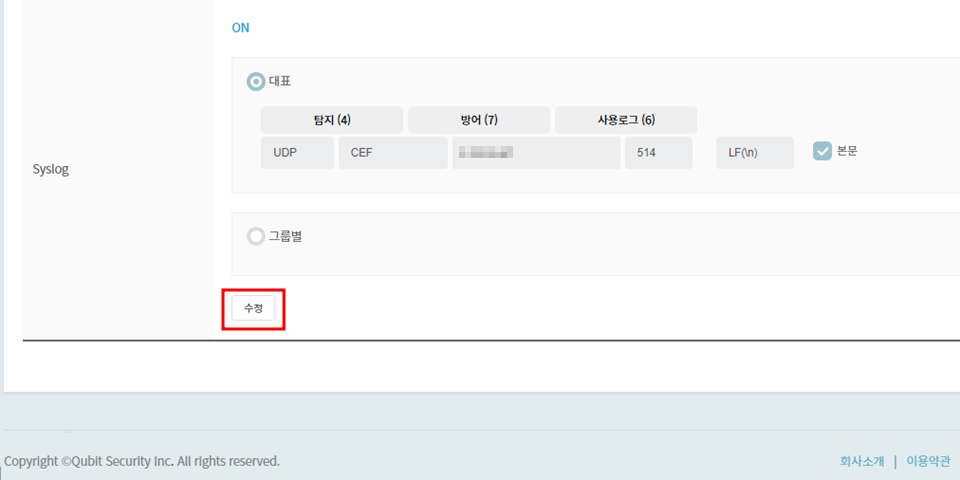 ON
대표
탐지 (4) 방어 (7) 사용로그 (6)
UDP CEF 514 LF(\n) 본문
Syslog
그룹별
수정
Copyright ©Qubit Security Inc. All rights reserved. 회사소개 | 이용약관